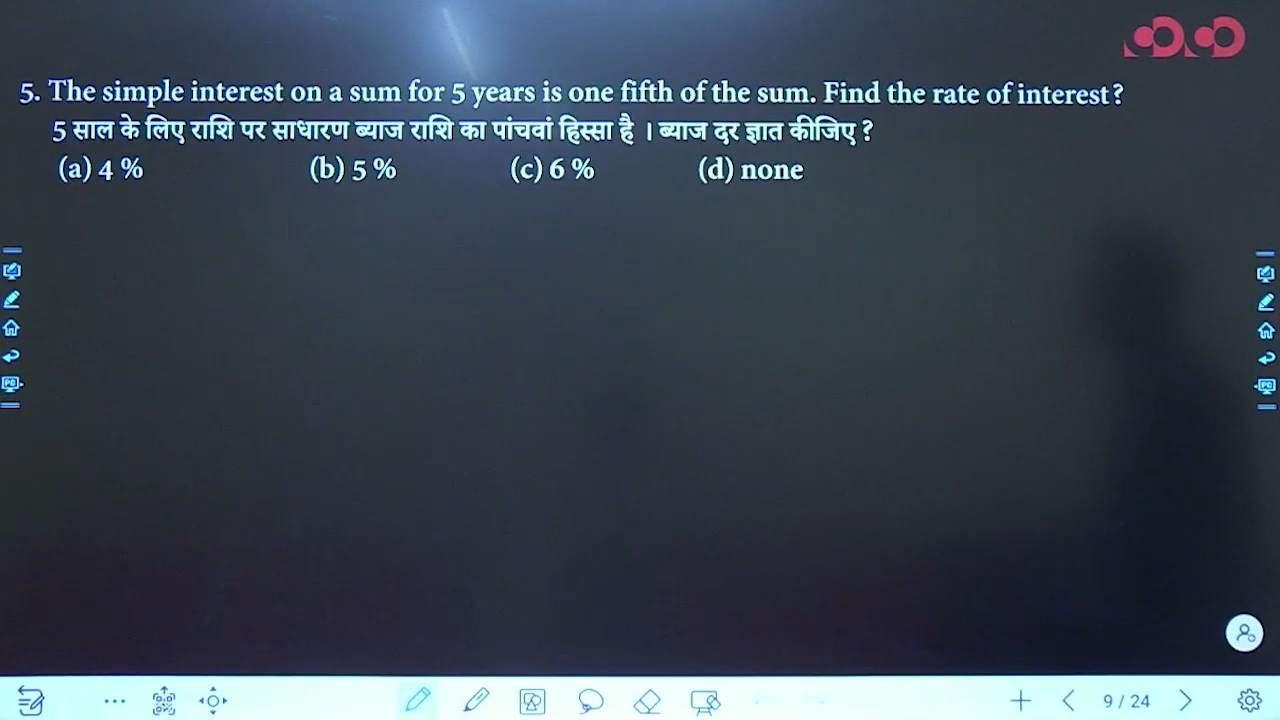 5. The simple interest on a sum for 5 years is one fifth of the sum. Find the rate of interest?
5 साल के लिए राशि पर साधारण ब्याज राशि का पांचवां हिस्सा है । ब्याज दर ज्ञात कीजिए ?
(a) 4 % (b) 5 % (c) 6 % (d) none
9 / 24